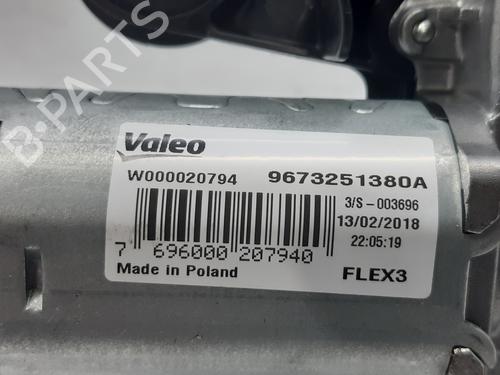 B-PARTS
Valeo
W000020794 9673251380A
3/S-003696
13/02/2018
22:05:19
7 696000 207940
Made in Poland FLEX3